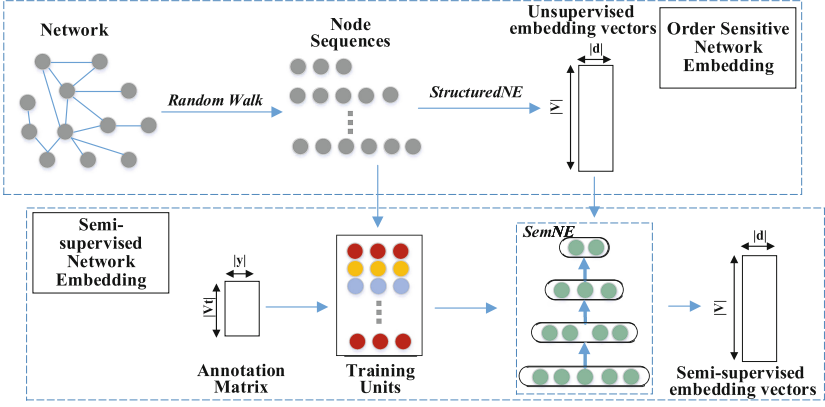 Network
Node
Sequences
Unsupervised
embedding vectors
Order Sensitive
Network
Embedding
Random Walk
StructuredNE
|d|
|V|
Semi-
supervised
Network
Embedding
|y|
|Vt|
Annotation
Matrix
Training
Units
SemNE
|d|
|V|
Semi-supervised
embedding vectors